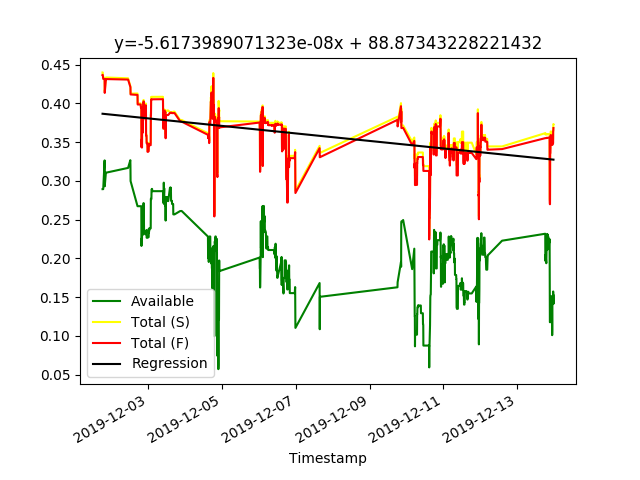 y=-5.6173989071323e-08x + 88.87343228221432
0.45
0.40
0.35
0.30
0.25
0.20
0.15
0.10
0.05
Available
Total (S)
Total (F)
Regression
2019-12-03
2019-12-05
2019-12-07
2019-12-09
2019-12-11
2019-12-13
Timestamp